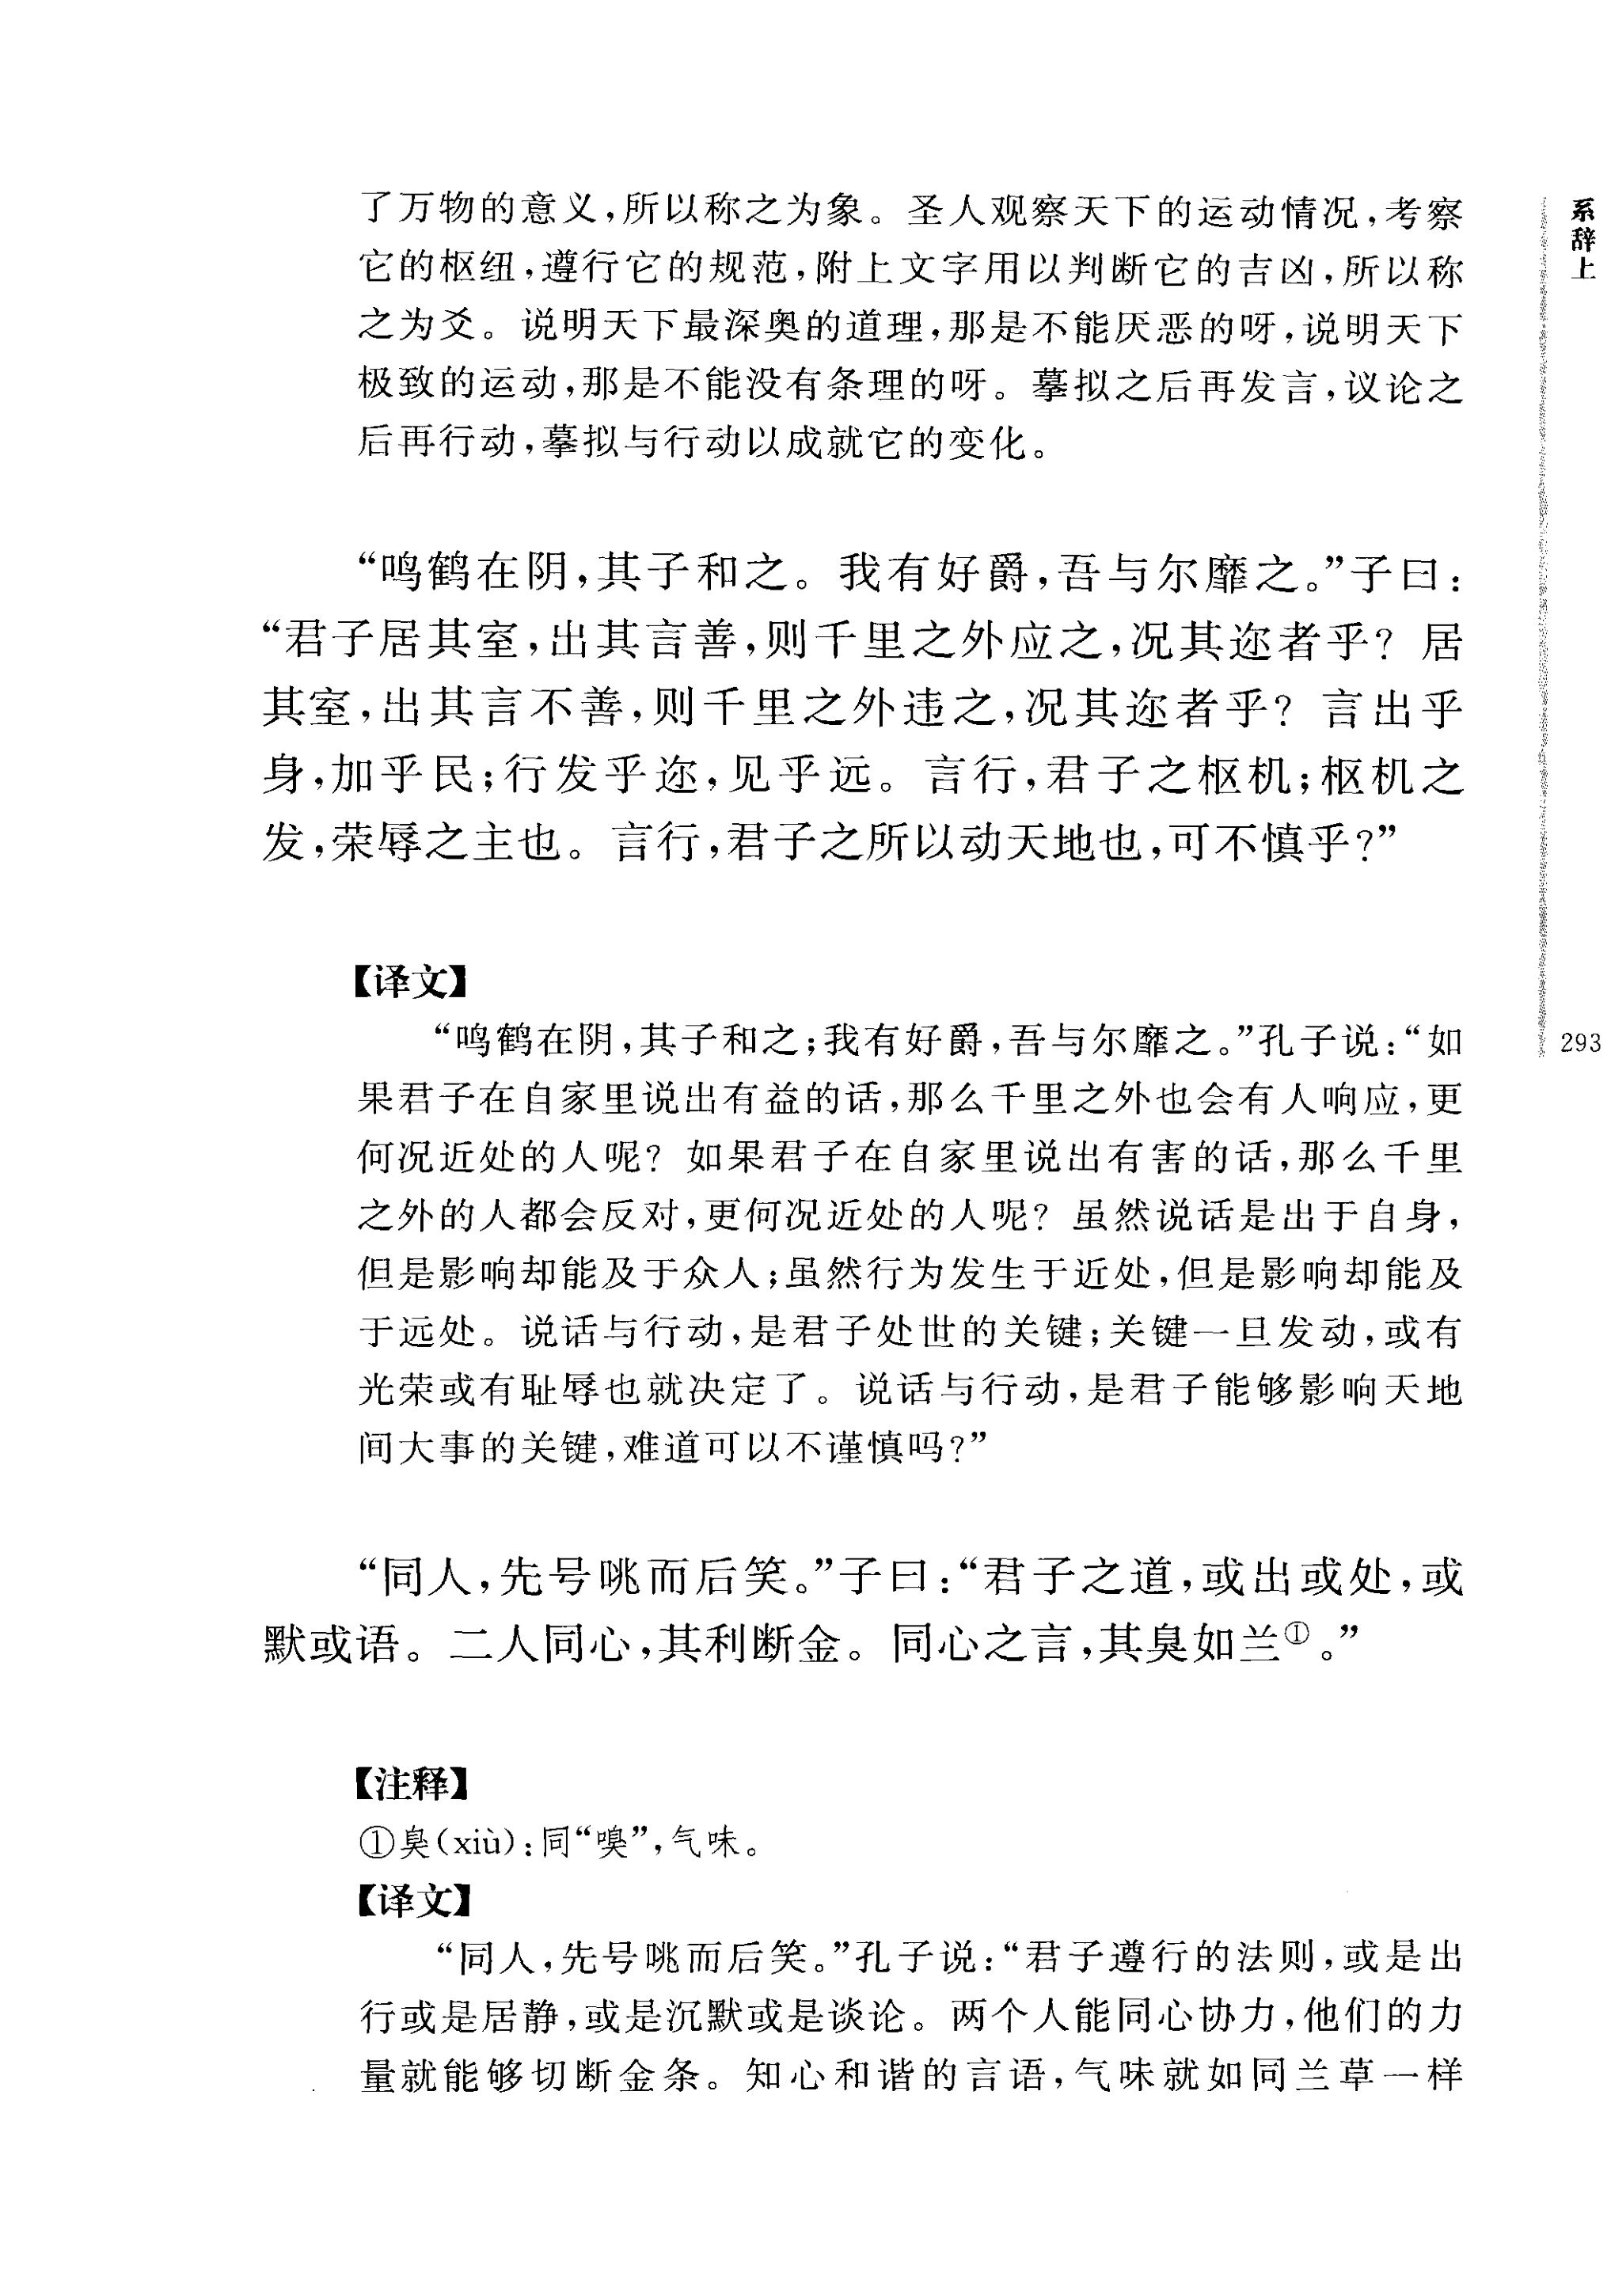 了万物的意义，所以称之为象。圣人观察天下的运动情况，考察
它的枢纽，遵行它的规范，附上文字用以判断它的吉凶，所以称
之为爻。说明天下最深奥的道理，那是不能厌恶的呀，说明天下
极致的运动，那是不能没有条理的呀。摹拟之后再发言，议论之
后再行动，摹拟与行动以成就它的变化。
“鸣鹤在阴，其子和之。我有好爵，吾与尔靡之。”子曰：
“君子居其室，出其言善，则千里之外应之，况其迩者乎？居
其室，出其言不善，则千里之外违之，况其迩者乎？言出乎
身，加乎民；行发乎迩，见乎远。言行，君子之枢机；枢机之
发，荣辱之主也。言行，君子之所以动天地也，可不慎乎？”
【译文】
“鸣鹤在阴，其子和之；我有好爵，吾与尔靡之。”孔子说：“如
果君子在自家里说出有益的话，那么千里之外也会有人响应，更
何况近处的人呢？如果君子在自家里说出有害的话，那么千里
之外的人都会反对，更何况近处的人呢？虽然说话是出于自身，
但是影响却能及于众人；虽然行为发生于近处，但是影响却能及
于远处。说话与行动，是君子处世的关键；关键一旦发动，或有
光荣或有耻辱也就决定了。说话与行动，是君子能够影响天地
间大事的关键，难道可以不谨慎吗？”
“同人，先号咷而后笑。”子曰：“君子之道，或出或处，或
默或语。二人同心，其利断金。同心之言，其臭如兰①。”
【注释】
①臭（xiù）：同“嗅”，气味。
【译文】
“同人，先号咷而后笑。”孔子说：“君子遵行的法则，或是出
行或是居静，或是沉默或是谈论。两个人能同心协力，他们的力
量就能够切断金条。知心和谐的言语，气味就如同兰草一样
系辞上
293